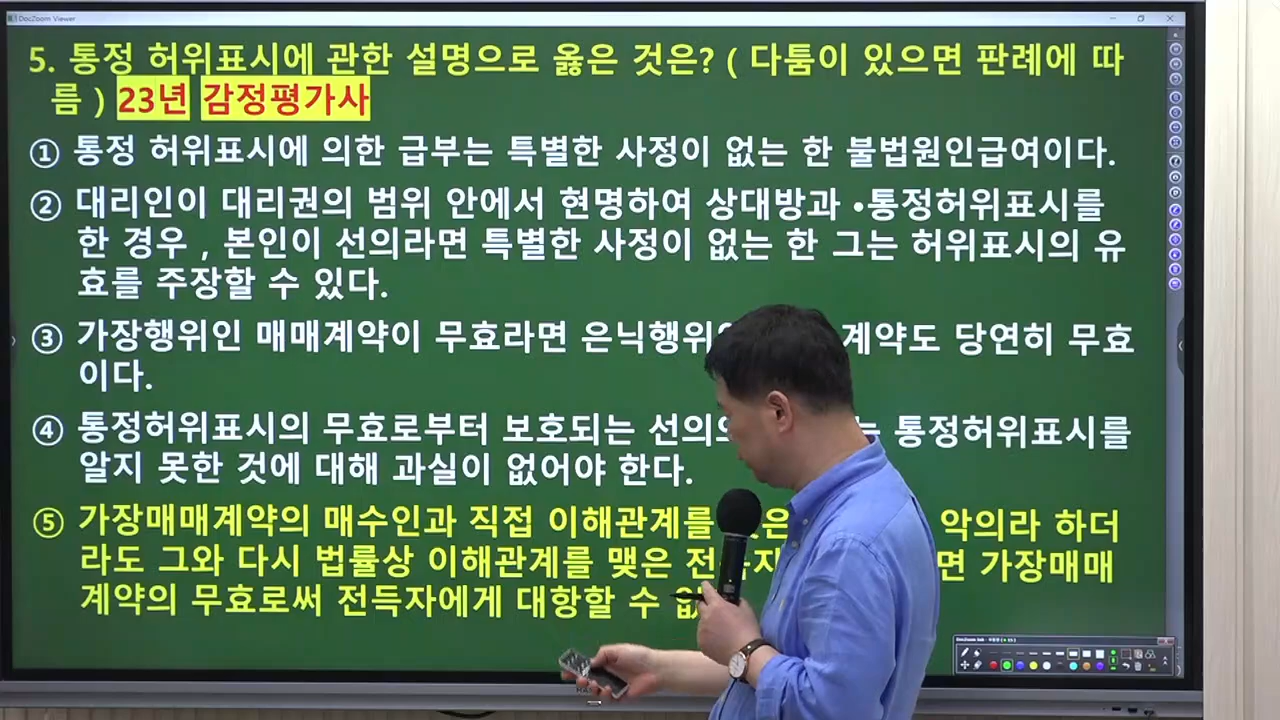 DocZoom Viewer
5. 통정 허위표시에 관한 설명으로 옳은 것은? ( 다툼이 있으면 판례에 따
름 ) 23년 감정평가사
① 통정 허위표시에 의한 급부는 특별한 사정이 없는 한 불법원인급여이다.
② 대리인이 대리권의 범위 안에서 현명하여 상대방과 •통정허위표시를
한 경우 , 본인이 선의라면 특별한 사정이 없는 한 그는 허위표시의 유
효를 주장할 수 있다.
③ 가장행위인 매매계약이 무효라면 은닉행위 계약도 당연히 무효
이다.
④ 통정허위표시의 무효로부터 보호되는 선의의 통정허위표시를
알지 못한 것에 대해 과실이 없어야 한다.
⑤ 가장매매계약의 매수인과 직접 이해관계를 악의라 하더
라도 그와 다시 법률상 이해관계를 맺은 전득자 면 가장매매
계약의 무효로써 전득자에게 대항할 수